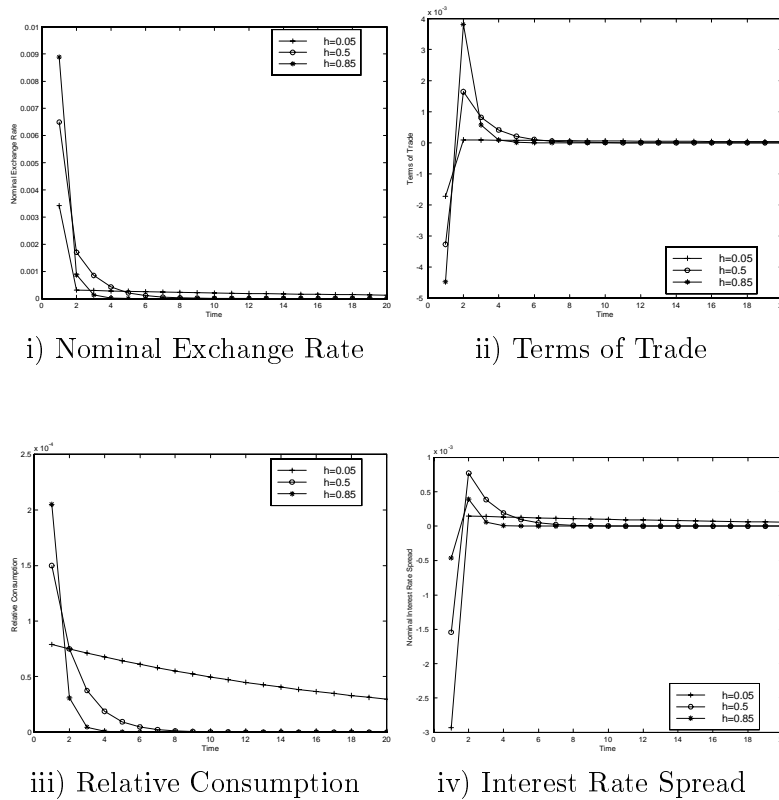 0.01
0.009
0.008
0.007
0.006
0.005
0.004
0.003
0.002
0.001
0
Nominal Exchange Rate
h=0.05
h=0.5
h=0.85
0 2 4 6 8 10 12 14 16 18 20
Time
i) Nominal Exchange Rate
x 10⁻³
4
3
2
1
0
-1
-2
-3
-4
-5
Terms of Trade
h=0.05
h=0.5
h=0.85
0 2 4 6 8 10 12 14 16 18 2
Time
ii) Terms of Trade
x 10⁻⁴
2.5
2
1.5
1
0.5
0
Relative Consumption
h=0.05
h=0.5
h=0.85
0 2 4 6 8 10 12 14 16 18 20
Time
iii) Relative Consumption
x 10⁻³
1
0.5
0
-0.5
-1
-1.5
-2
-2.5
-3
Nominal Interest Rate Spread
h=0.05
h=0.5
h=0.85
0 2 4 6 8 10 12 14 16 18
Time
iv) Interest Rate Spread